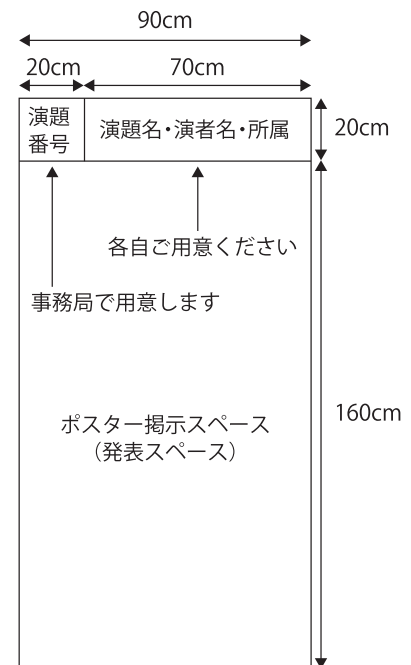 90cm
20cm
70cm
演題
番号
演題名・演者名・所属
20cm
各自ご用意ください
事務局で用意します
160cm
ポスター掲示スペース
（発表スペース）